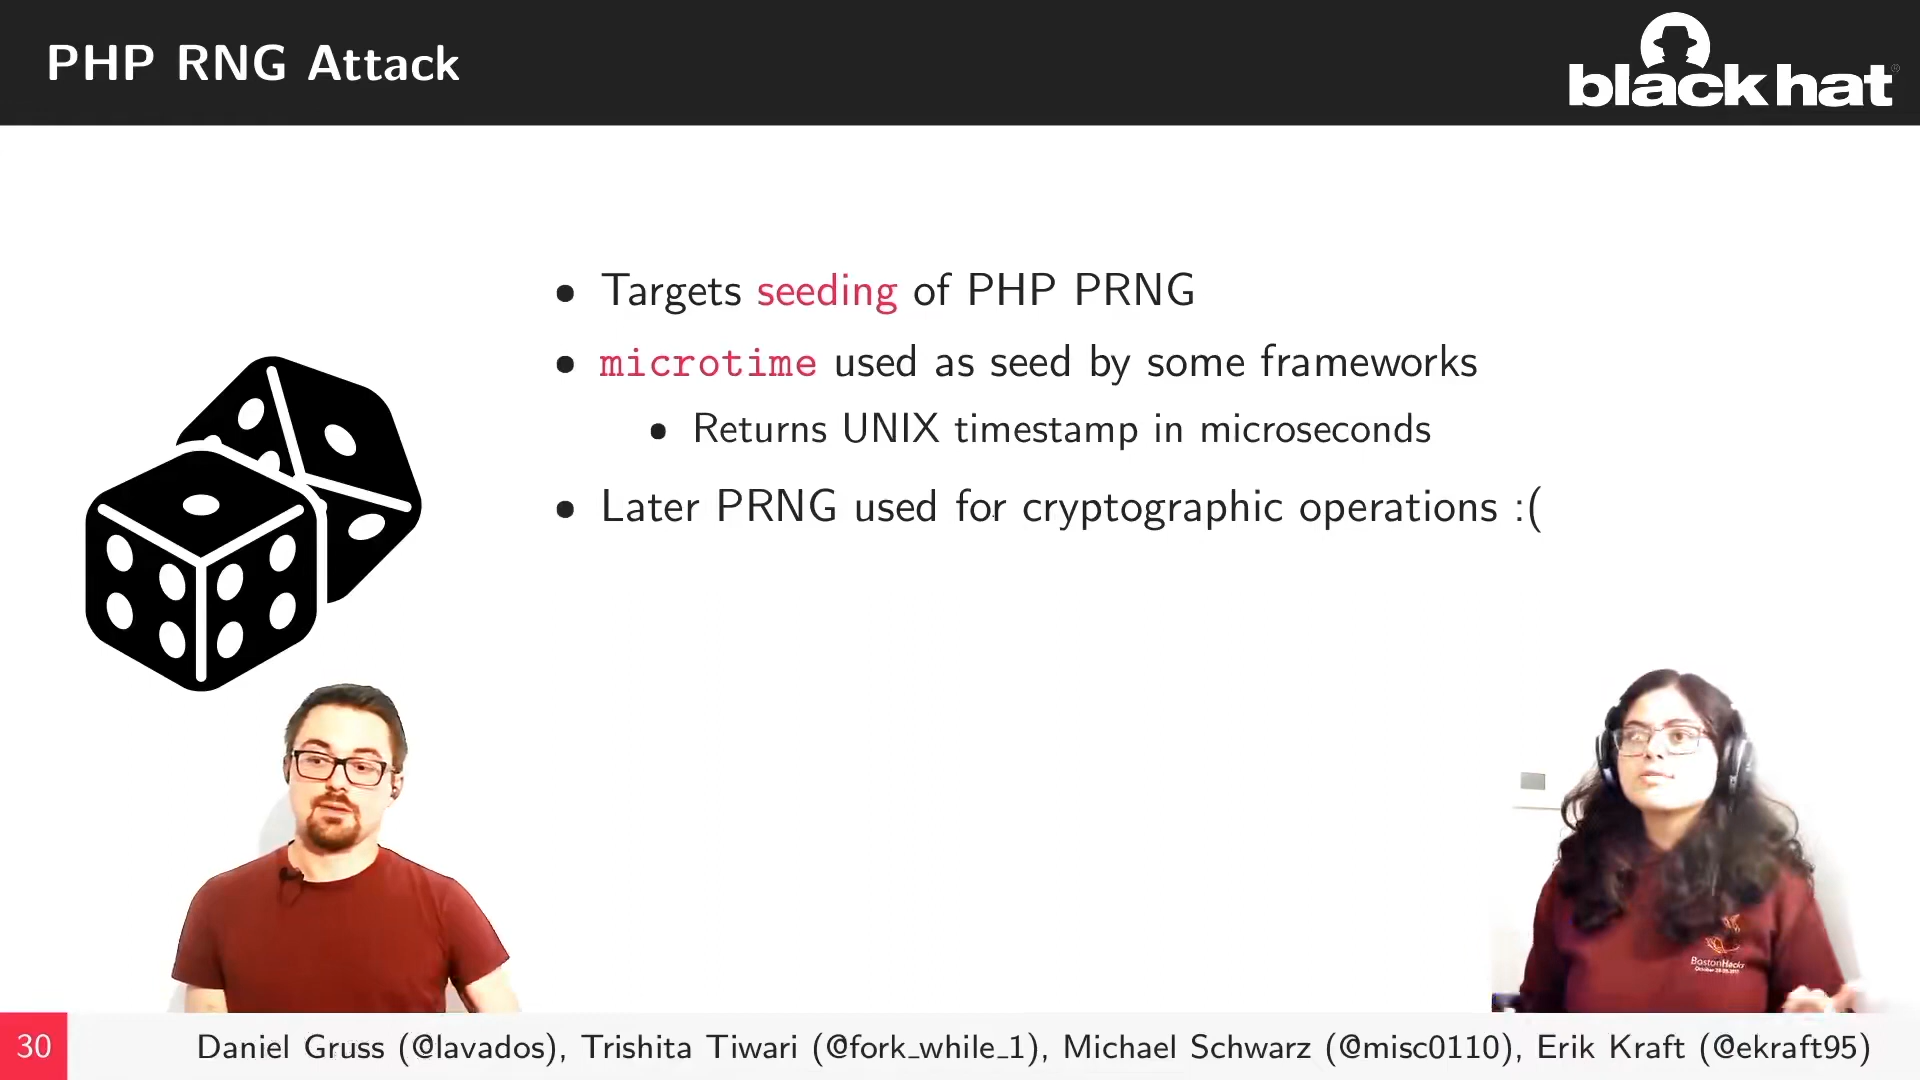 PHP RNG Attack
black hat®
• Targets seeding of PHP PRNG
• microtime used as seed by some frameworks
• Returns UNIX timestamp in microseconds
• Later PRNG used for cryptographic operations :(
BostonHacks
30
Daniel Gruss (@lavados), Trishita Tiwari (@fork_while_1), Michael Schwarz (@misc0110), Erik Kraft (@ekraft95)